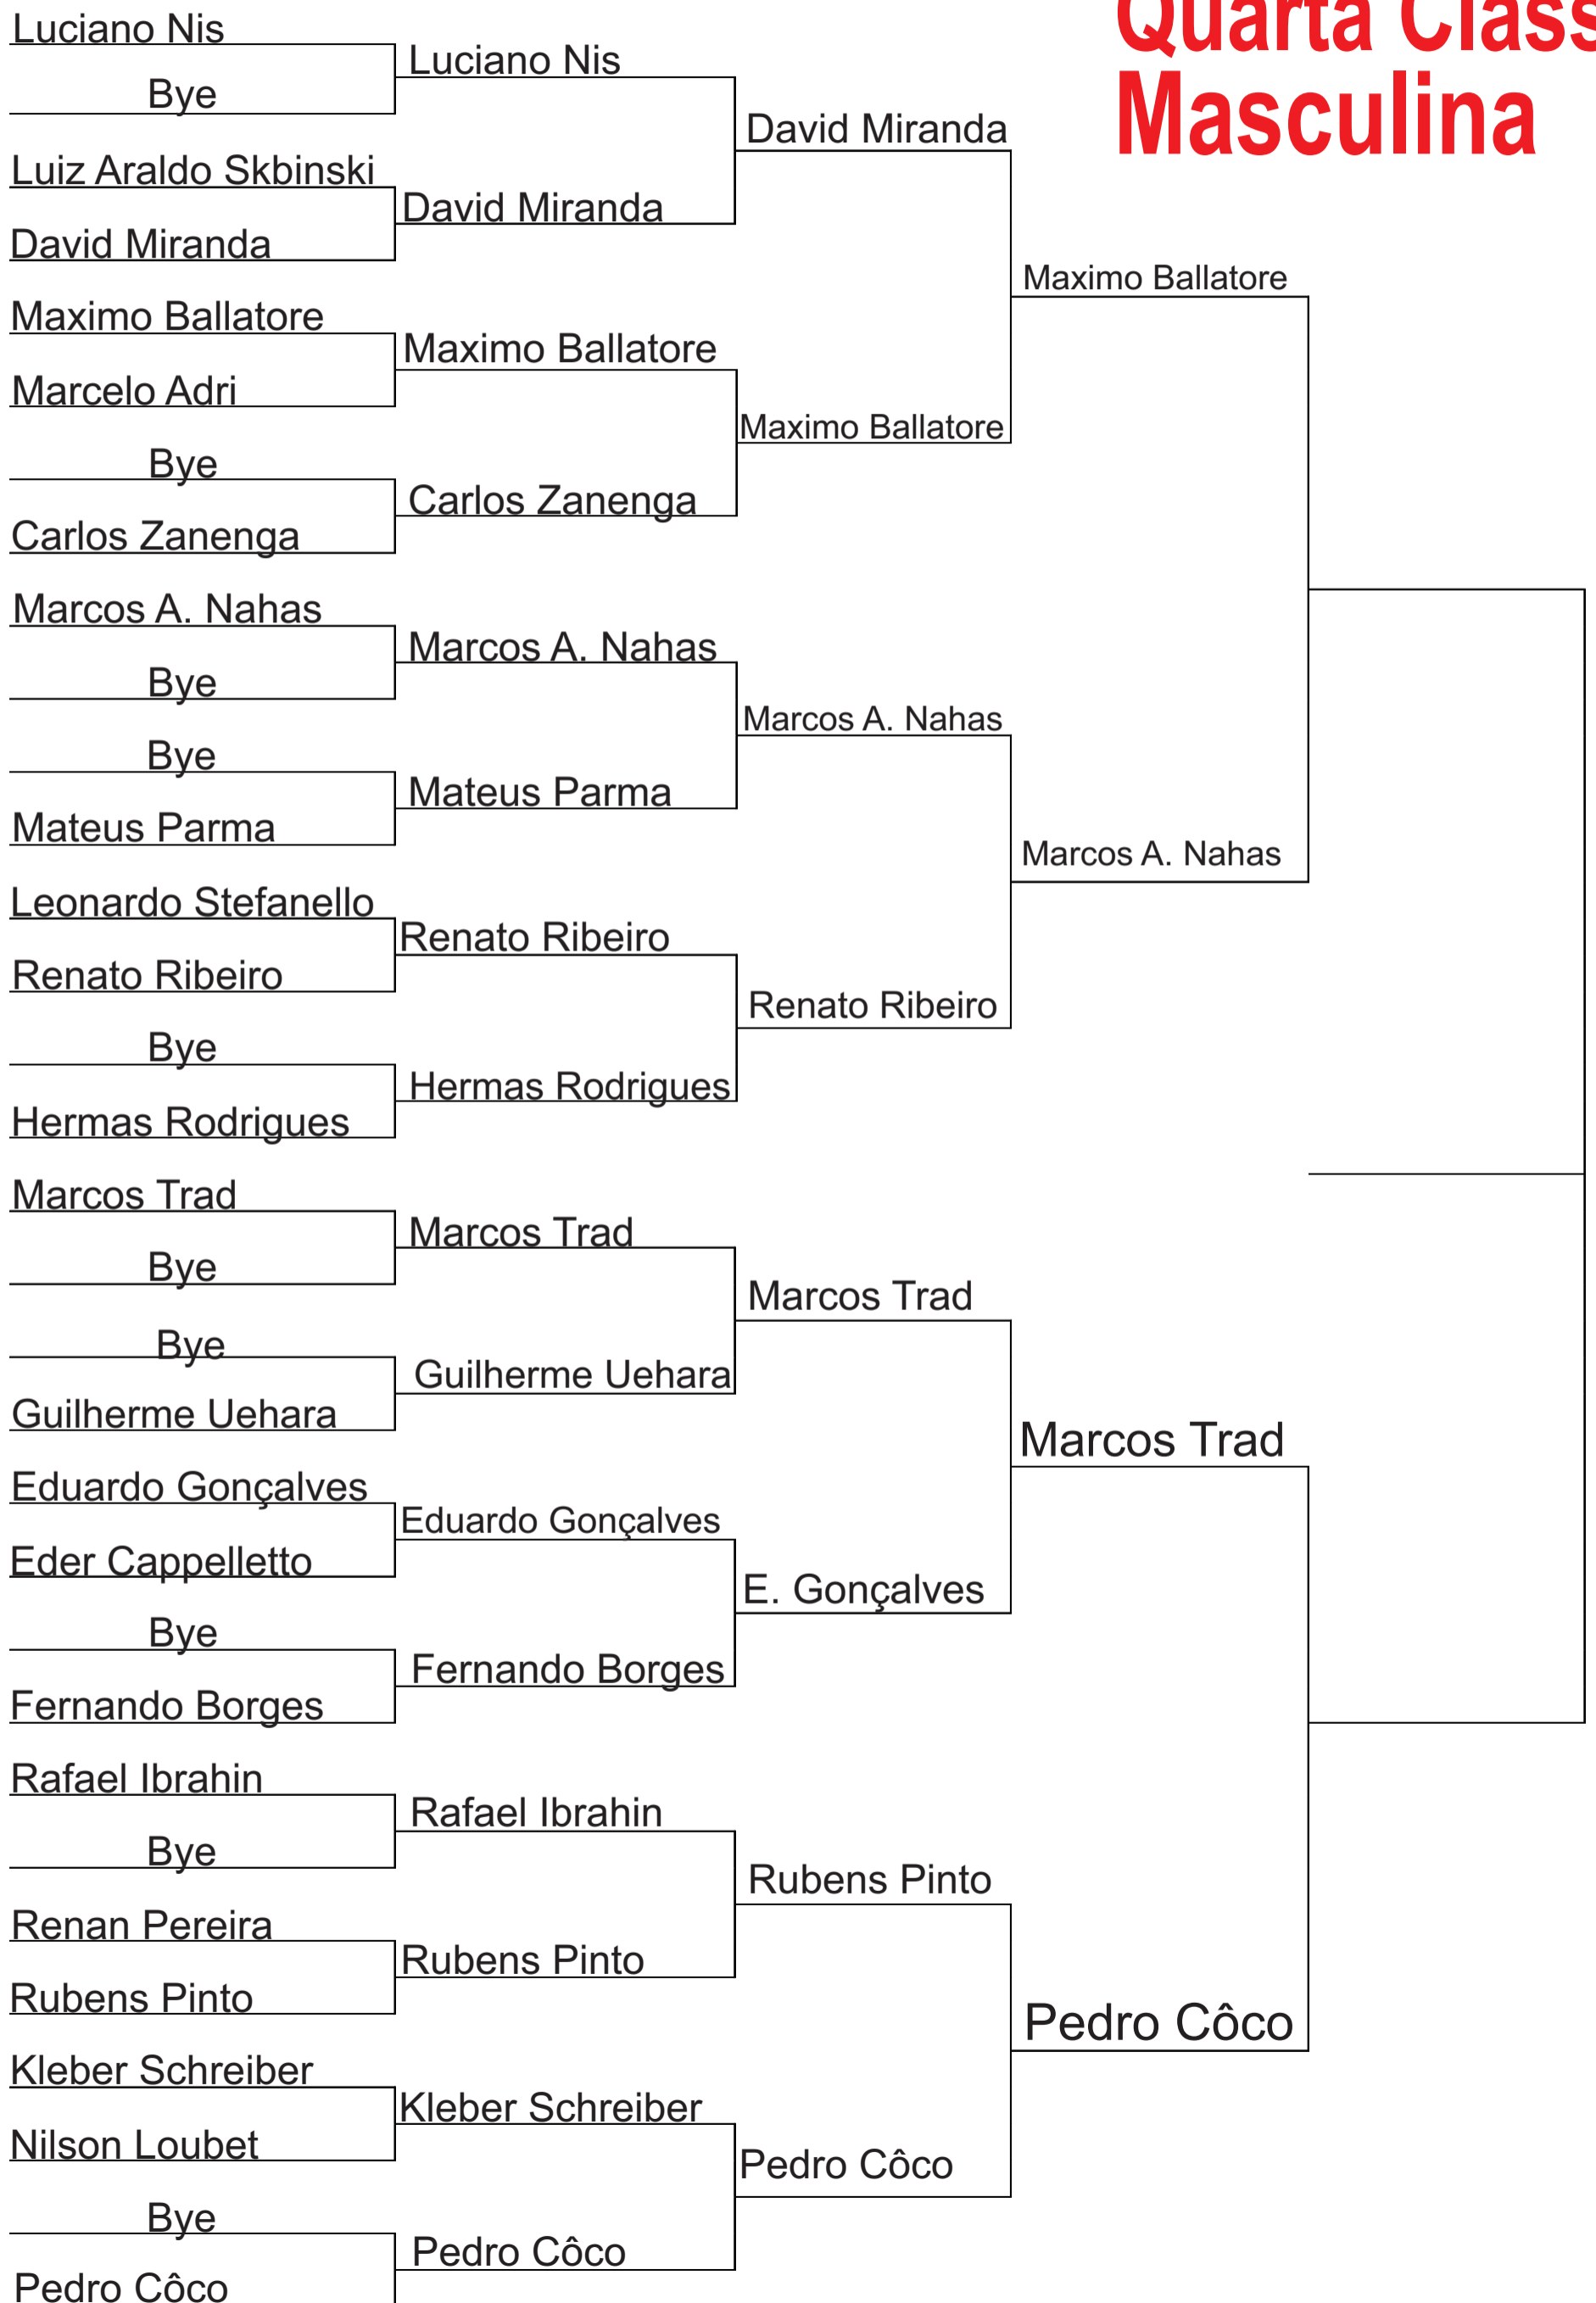 Quarta Class
Masculina
Luciano Nis
Bye
Luiz Araldo Skbinski
David Miranda
Maximo Ballatore
Marcelo Adri
Bye
Carlos Zanenga
Marcos A. Nahas
Bye
Bye
Mateus Parma
Leonardo Stefanello
Renato Ribeiro
Bye
Hermas Rodrigues
Marcos Trad
Bye
Bye
Guilherme Uehara
Eduardo Gonçalves
Eder Cappelletto
Bye
Fernando Borges
Rafael Ibrahin
Bye
Renan Pereira
Rubens Pinto
Kleber Schreiber
Nilson Loubet
Bye
Pedro Côco
Luciano Nis
David Miranda
Maximo Ballatore
Carlos Zanenga
Marcos A. Nahas
Mateus Parma
Renato Ribeiro
Hermas Rodrigues
Marcos Trad
Guilherme Uehara
Eduardo Gonçalves
Fernando Borges
Rafael Ibrahin
Rubens Pinto
Kleber Schreiber
Pedro Côco
David Miranda
Maximo Ballatore
Marcos A. Nahas
Renato Ribeiro
Marcos Trad
E. Gonçalves
Rubens Pinto
Pedro Côco
Maximo Ballatore
Marcos A. Nahas
Marcos Trad
Pedro Côco